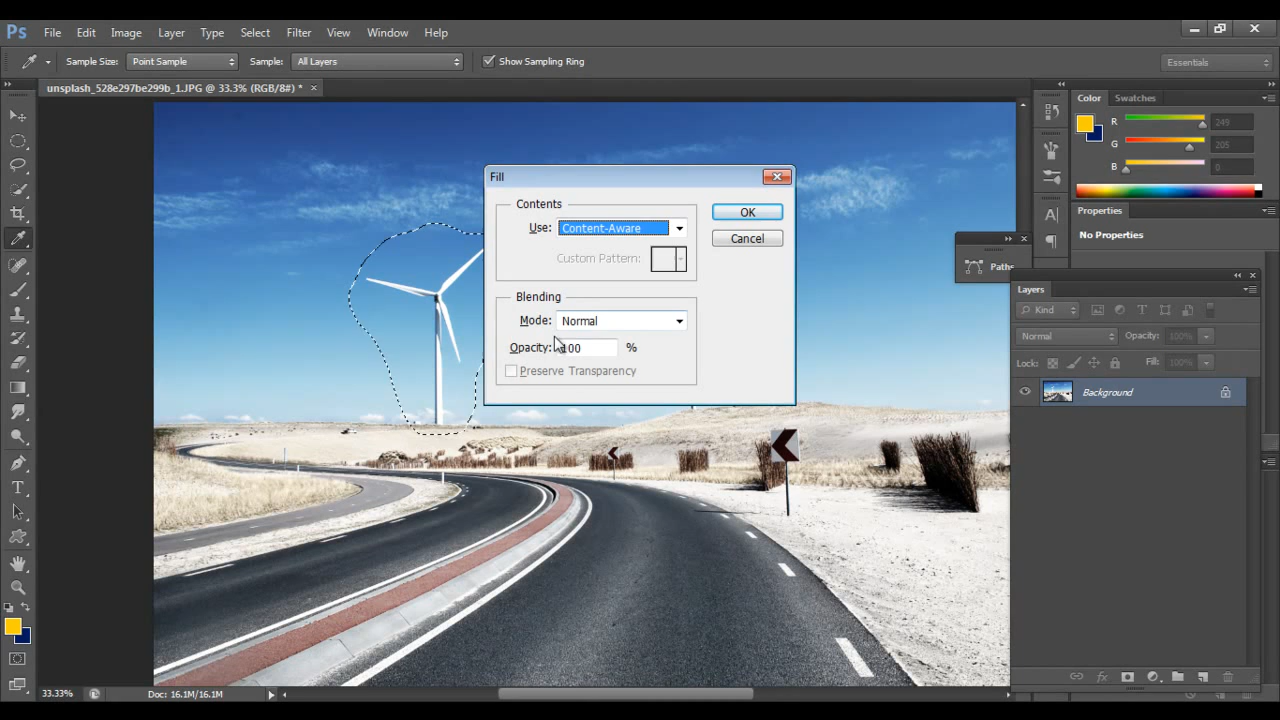 Ps File Edit Image Layer Type Select Filter View Window Help
Sample Size: Point Sample Sample: All Layers Show Sampling Ring Essentials
unsplash_528e297be299b_1.JPG @ 33.3% (RGB/8#) * ×
Color Swatches
R 249
G 205
B 0
Properties
No Properties
Paths
Fill
Contents
Use: Content-Aware
Custom Pattern:
OK
Cancel
Blending
Mode: Normal
Opacity: 100 %
Preserve Transparency
Layers
Kind
Normal Opacity: 100%
Lock: Fill: 100%
Background
fx
33.33% Doc: 16.1M/16.1M